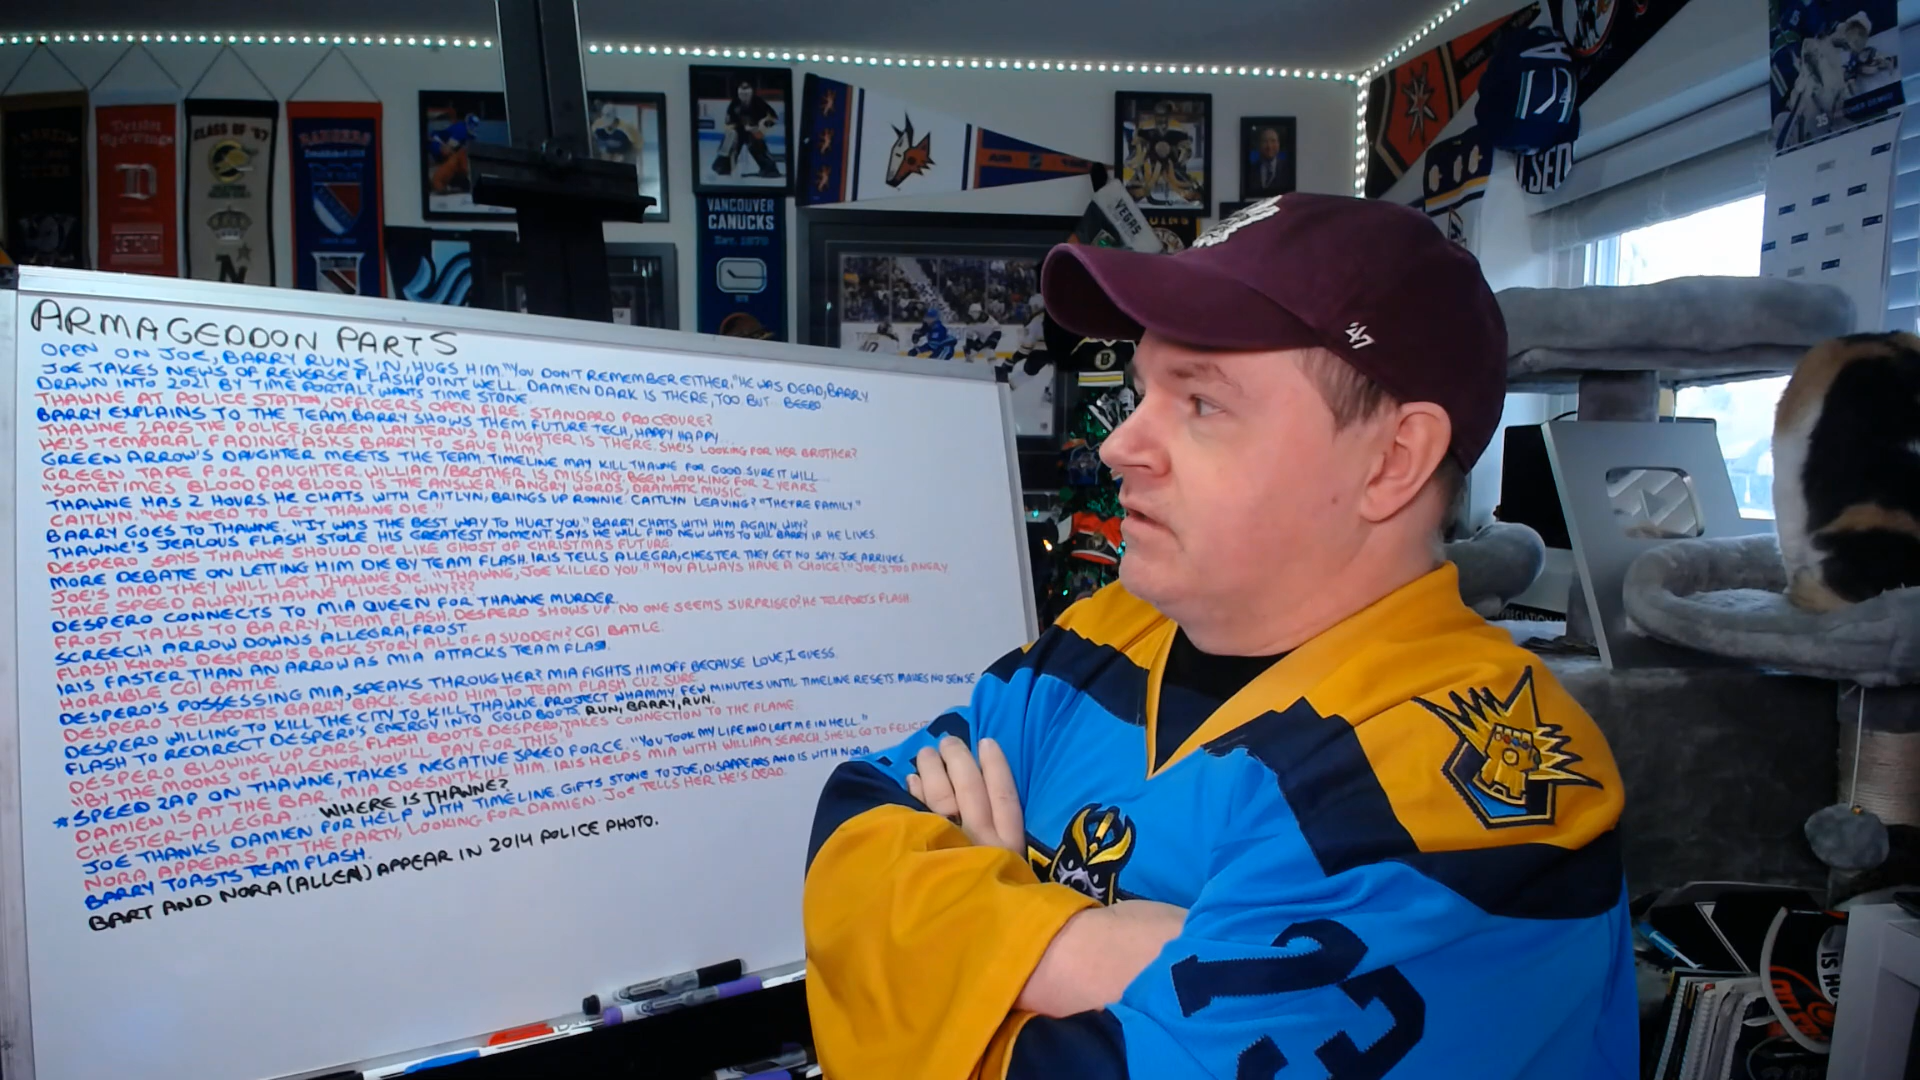 ARMAGEDDON PARTS
OPEN ON JOE, BARRY RUNS IN, HUGS HIM. "YOU DON'T REMEMBER EITHER." HE WAS DEAD, BARRY
JOE TAKES NEWS OF REVERSE FLASHPOINT WELL. DAMIEN DARK IS THERE, TOO BUT... BEEBO
DRAWN INTO 2021 BY TIME PORTAL? WANTS TIME STONE.
THAWNE AT POLICE STATION, OFFICERS OPEN FIRE. STANDARD PROCEDURE?
BARRY EXPLAINS TO THE TEAM. BARRY SHOWS THEM FUTURE TECH, HAPPY HAPPY...
THAWNE ZAPS THE POLICE, GREEN LANTERN'S DAUGHTER IS THERE. SHE'S LOOKING FOR HER BROTHER?
HE'S TEMPORAL FADING? ASKS BARRY TO SAVE HIM?
GREEN ARROW'S DAUGHTER MEETS THE TEAM. TIMELINE MAY KILL THAWNE FOR GOOD. SURE IT WILL...
GREEN TAPE FOR DAUGHTER. WILLIAM/BROTHER IS MISSING. BEEN LOOKING FOR 2 YEARS
"SOMETIMES BLOOD FOR BLOOD IS THE ANSWER." ANGRY WORDS, DRAMATIC MUSIC.
THAWNE HAS 2 HOURS. HE CHATS WITH CAITLYN, BRINGS UP RONNIE. CAITLYN LEAVING? "THEY'RE FAMILY"
CAITLYN. "WE NEED TO LET THAWNE DIE."
BARRY GOES TO THAWNE. "IT WAS THE BEST WAY TO HURT YOU." BARRY CHATS WITH HIM AGAIN. WHY?
THAWNE'S JEALOUS FLASH STOLE HIS GREATEST MOMENT. SAYS HE WILL FIND NEW WAYS TO KILL BARRY IF HE LIVES.
DESPERO SAYS THAWNE SHOULD DIE LIKE GHOST OF CHRISTMAS FUTURE.
MORE DEBATE ON LETTING HIM DIE BY TEAM FLASH. IRIS TELLS ALLEGRA, CHESTER THEY GET NO SAY. JOE ARRIVES.
JOE'S MAD THEY WILL LET THAWNE DIE. "THAWNE, JOE KILLED YOU." "YOU ALWAYS HAVE A CHOICE!" JOE'S TOO ANGRY
TAKE SPEED AWAY, THAWNE LIVES. WHY???
DESPERO CONNECTS TO MIA QUEEN FOR THAWNE MURDER.
FROST TALKS TO BARRY, TEAM FLASH. DESPERO SHOWS UP. NO ONE SEEMS SURPRISED? HE TELEPORTS FLASH
SCREECH ARROW DOWNS ALLEGRA, FROST.
FLASH KNOWS DESPERO'S BACK STORY ALL OF A SUDDEN? CGI BATTLE.
IRIS FASTER THAN AN ARROW AS MIA ATTACKS TEAM FLASH.
HORRIBLE CGI BATTLE.
DESPERO'S POSSESSING MIA, SPEAKS THROUGH HER? MIA FIGHTS HIM OFF BECAUSE LOVE, I GUESS.
DESPERO TELEPORTS BARRY BACK. SEND HIM TO TEAM FLASH CUZ SURE.
DESPERO WILLING TO KILL THE CITY TO KILL THAWNE. PROJECT WHAMMY. FEW MINUTES UNTIL TIMELINE RESETS. MAKES NO SENSE
FLASH TO REDIRECT DESPERO'S ENERGY INTO GOLD BOOTS. RUN, BARRY, RUN.
DESPERO BLOWING UP CARS. FLASH BOOTS DESPERO, TAKES CONNECTION TO THE FLAME.
"BY THE MOONS OF KALENOR, YOU'LL PAY FOR THIS."
*SPEED ZAP ON THAWNE, TAKES NEGATIVE SPEED FORCE. "YOU TOOK MY LIFE AND LEFT ME IN HELL."
DAMIEN IS AT THE BAR. MIA DOESN'T KILL HIM. IRIS HELPS MIA WITH WILLIAM SEARCH. SHE'LL GO TO FELICIT
CHESTER-ALLEGRA... WHERE IS THAWNE?
JOE THANKS DAMIEN FOR HELP WITH TIMELINE. GIFTS STONE TO JOE, DISAPPEARS AND IS WITH NORA.
NORA APPEARS AT THE PARTY, LOOKING FOR DAMIEN. JOE TELLS HER HE'S DEAD.
BARRY TOASTS TEAM FLASH.
BART AND NORA (ALLEN) APPEAR IN 2014 POLICE PHOTO.
CLASS OF '67
RANGERS
VANCOUVER
CANUCKS
VEGAS
'47
13